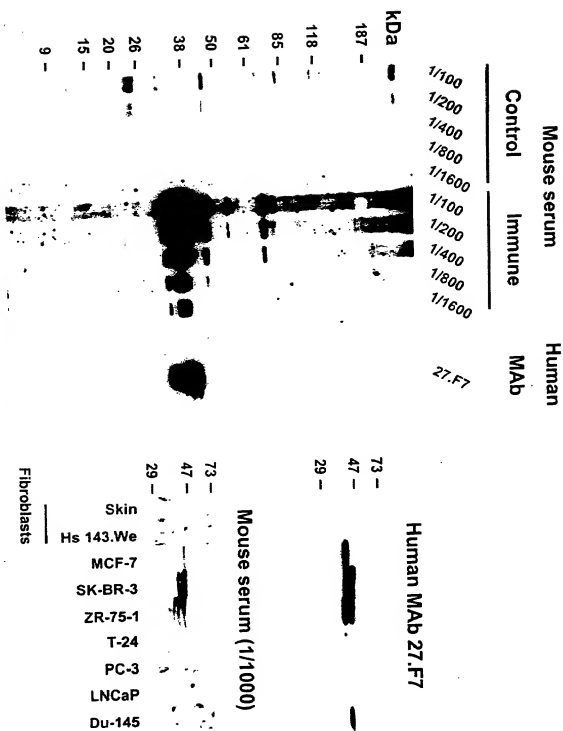 Mouse serum
Human
Control
Immune
MAb
1/100
1/200
1/400
1/800
1/1600
1/100
1/200
1/400
1/800
1/1600
27.F7
kDa
187 –
118 –
85 –
61 –
50 –
38 –
26 –
20 –
15 –
9 –
Human MAb 27.F7
73 –
47 –
29 –
Mouse serum (1/1000)
73 –
47 –
29 –
Skin
Hs 143.We
MCF-7
SK-BR-3
ZR-75-1
T-24
PC-3
LNCaP
Du-145
Fibroblasts